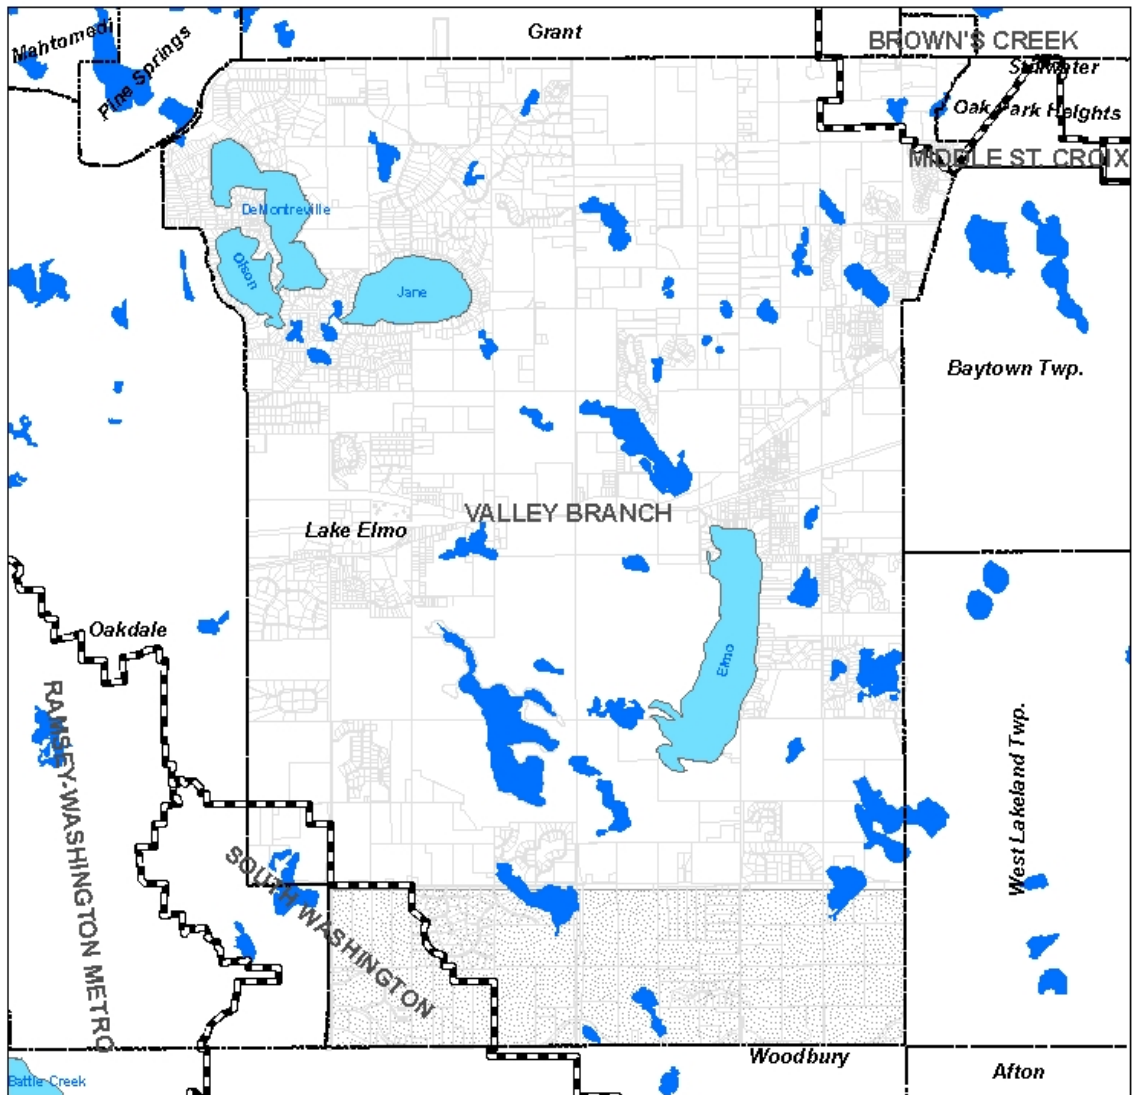 Grant
Mahtomedi
Pine Springs
BROWN'S CREEK
Stillwater
Oak Park Heights
MIDDLE ST. CROIX
DeMontreville
Olson
Jane
Baytown Twp.
VALLEY BRANCH
Lake Elmo
Oakdale
Elmo
RAMSEY-WASHINGTON METRO
West Lakeland Twp.
SOUTH WASHINGTON
Woodbury
Afton
Battle Creek